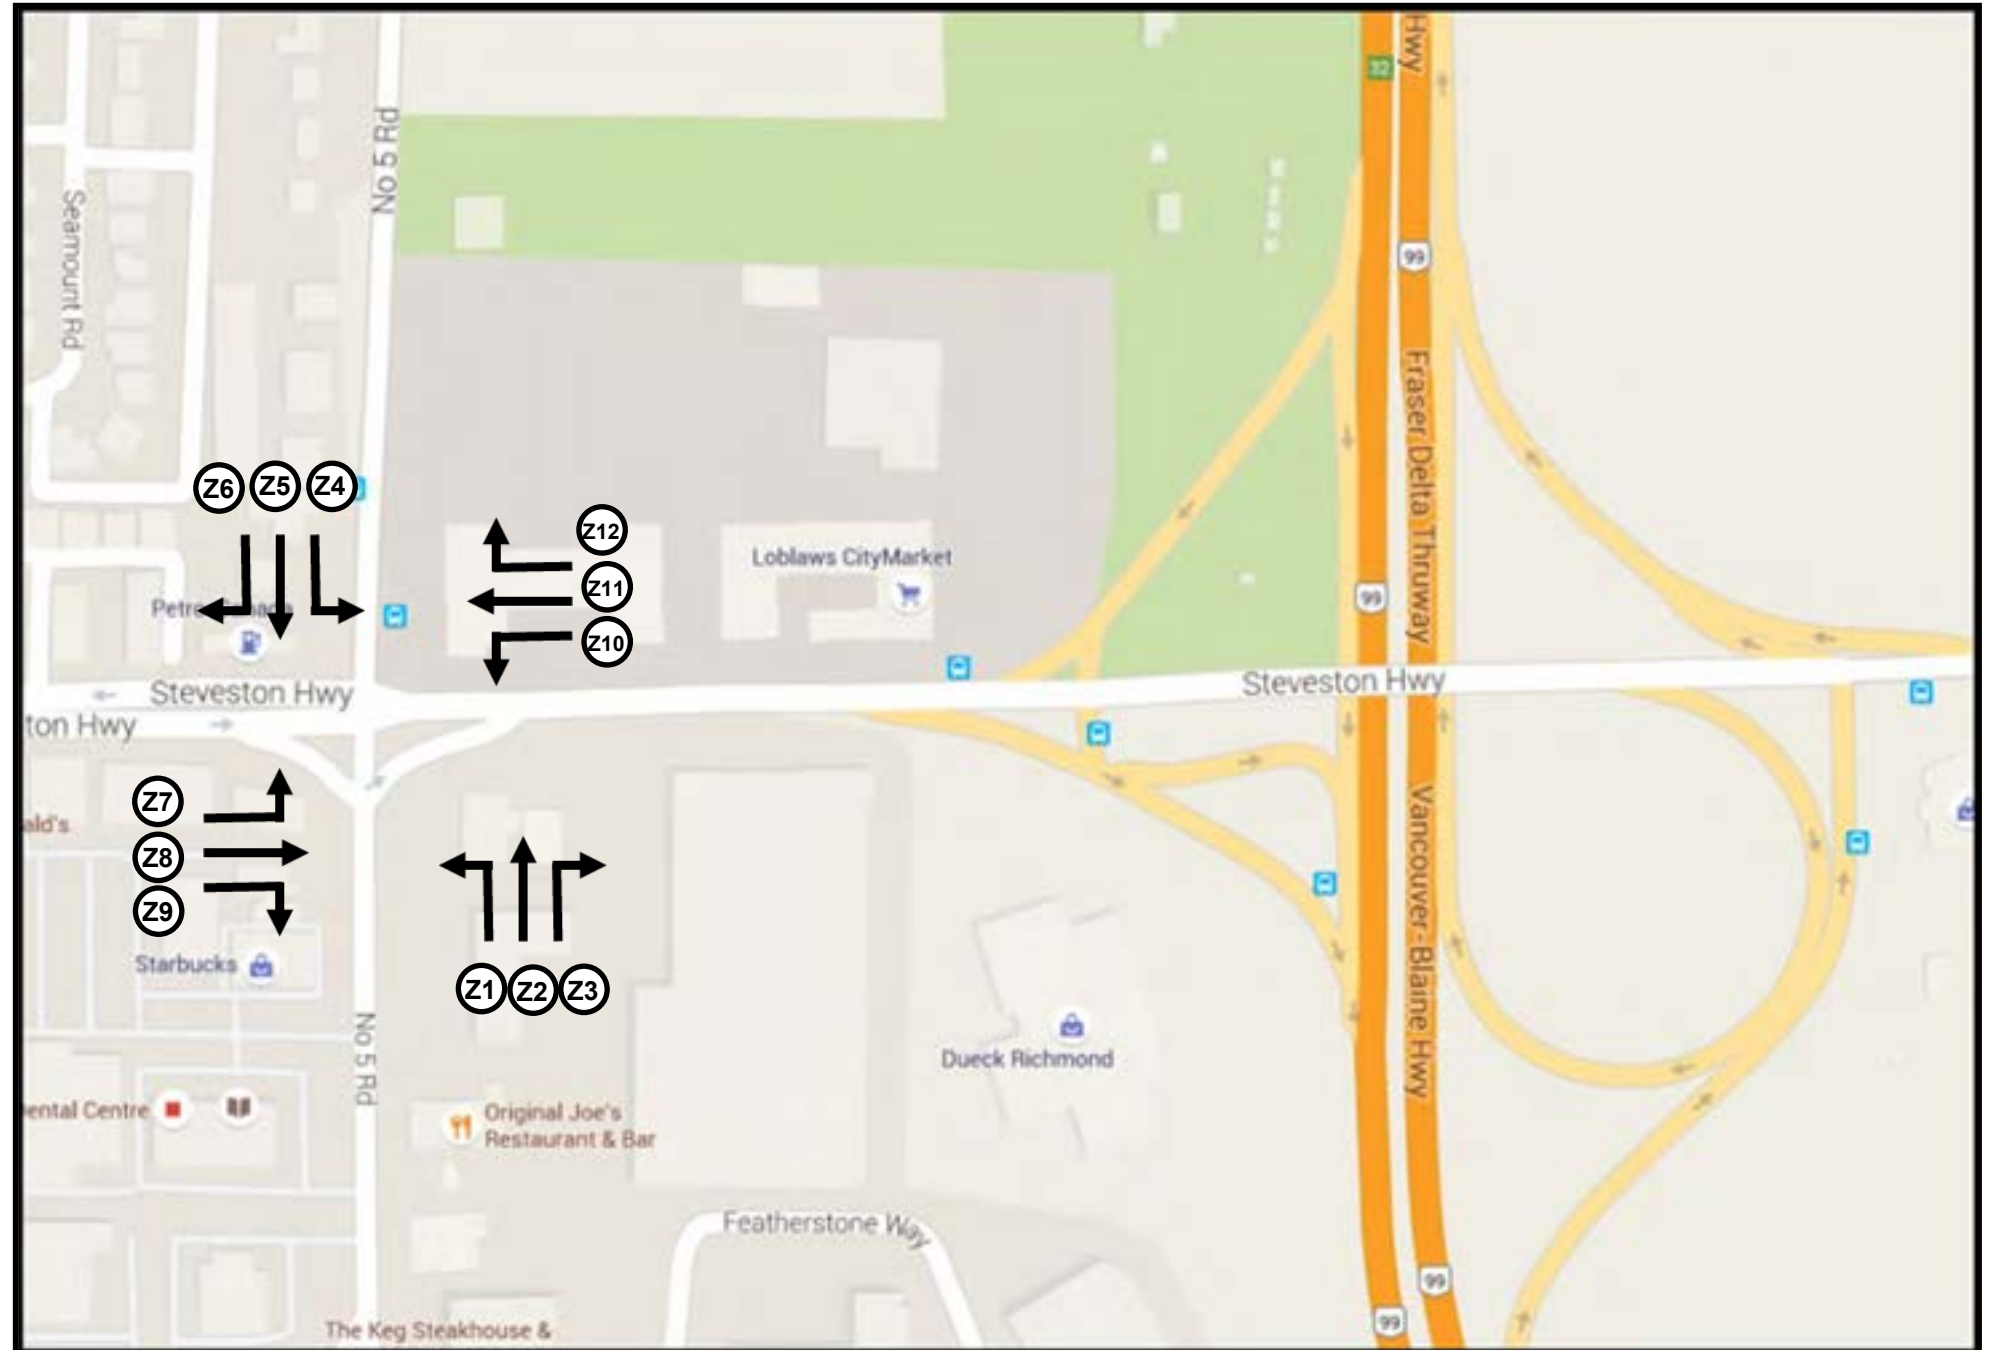 Hwy
32
No 5 Rd
Seamount Rd
99
Fraser Delta Thruway
Z6 Z5 Z4
Z12
Z11
Z10
Loblaws CityMarket
99
Steveston Hwy
Steveston Hwy
ton Hwy
Z7
Z8
Z9
ald's
Vancouver-Blaine Hwy
Starbucks
Z1 Z2 Z3
No 5 Rd
Dueck Richmond
ental Centre
Original Joe's
Restaurant & Bar
Featherstone Way
99
99
The Keg Steakhouse &